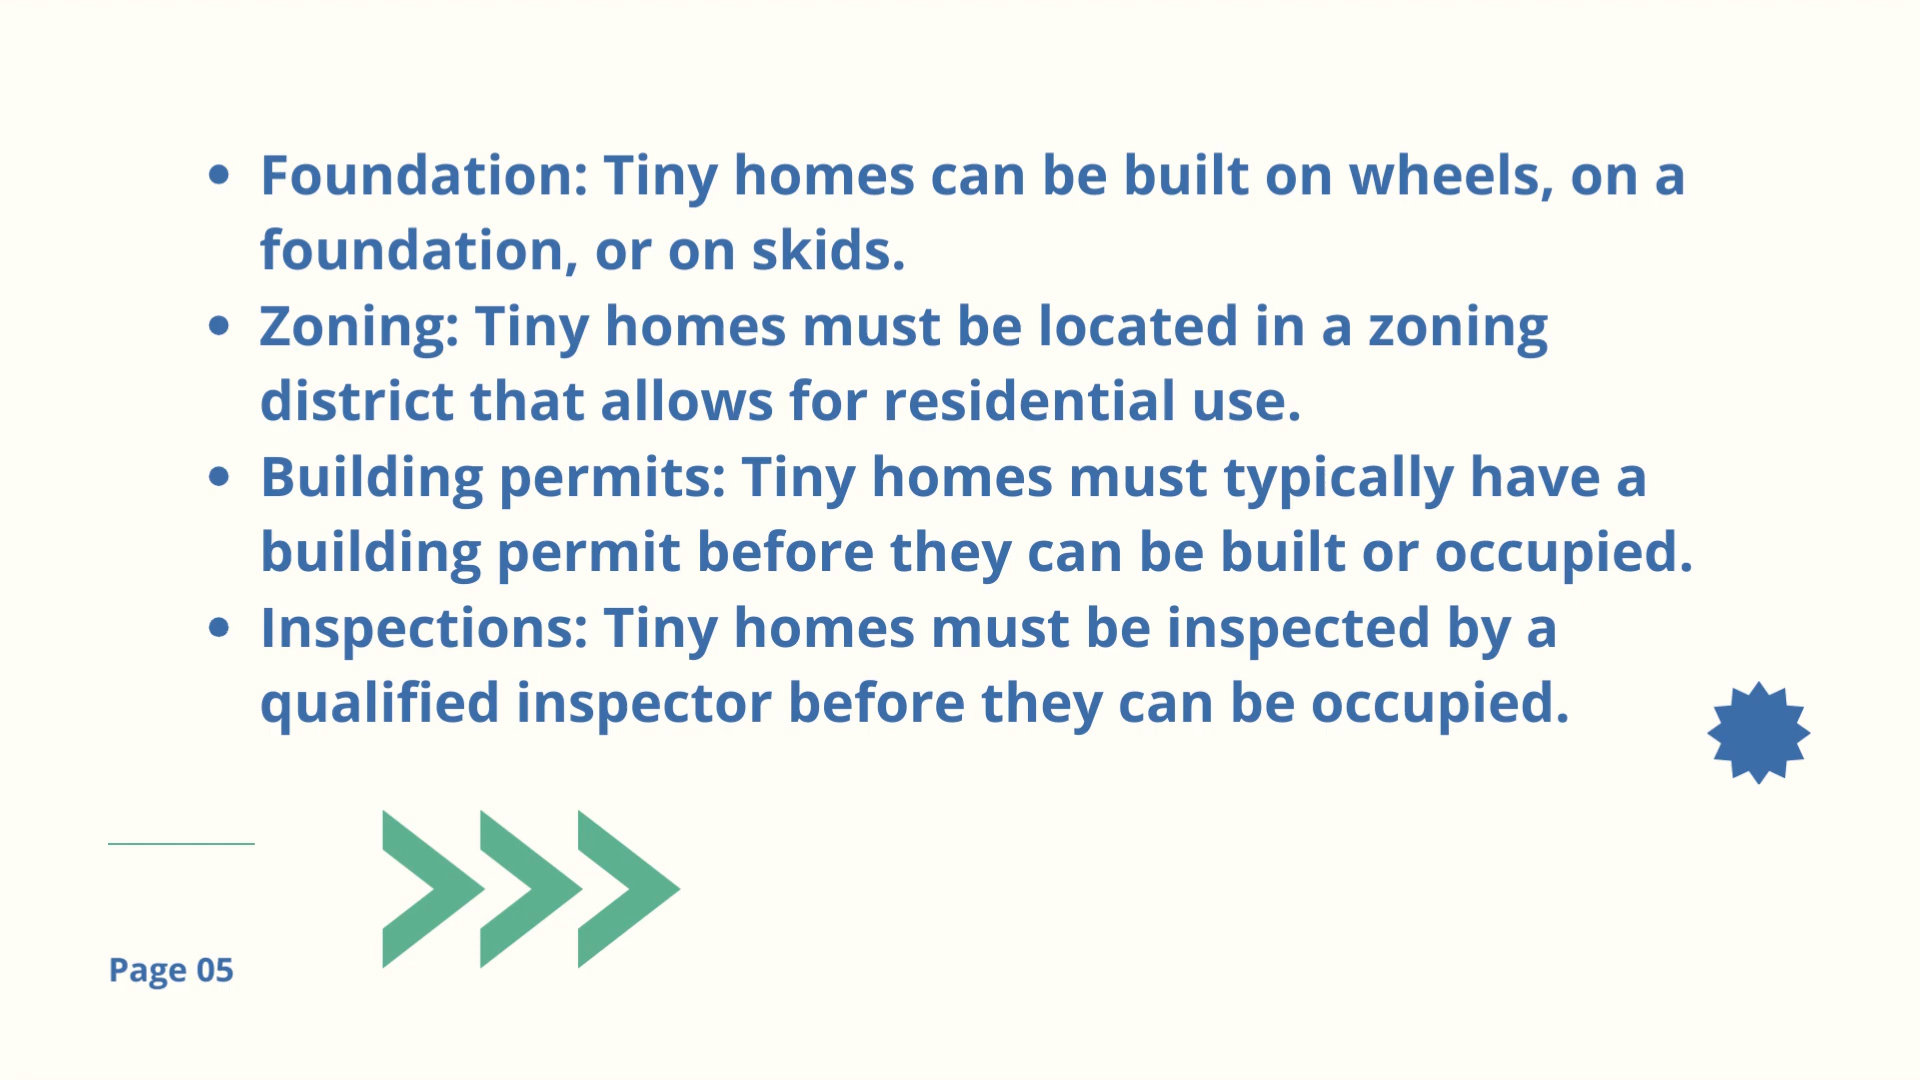 • Foundation: Tiny homes can be built on wheels, on a
foundation, or on skids.
• Zoning: Tiny homes must be located in a zoning
district that allows for residential use.
• Building permits: Tiny homes must typically have a
building permit before they can be built or occupied.
• Inspections: Tiny homes must be inspected by a
qualified inspector before they can be occupied.
Page 05